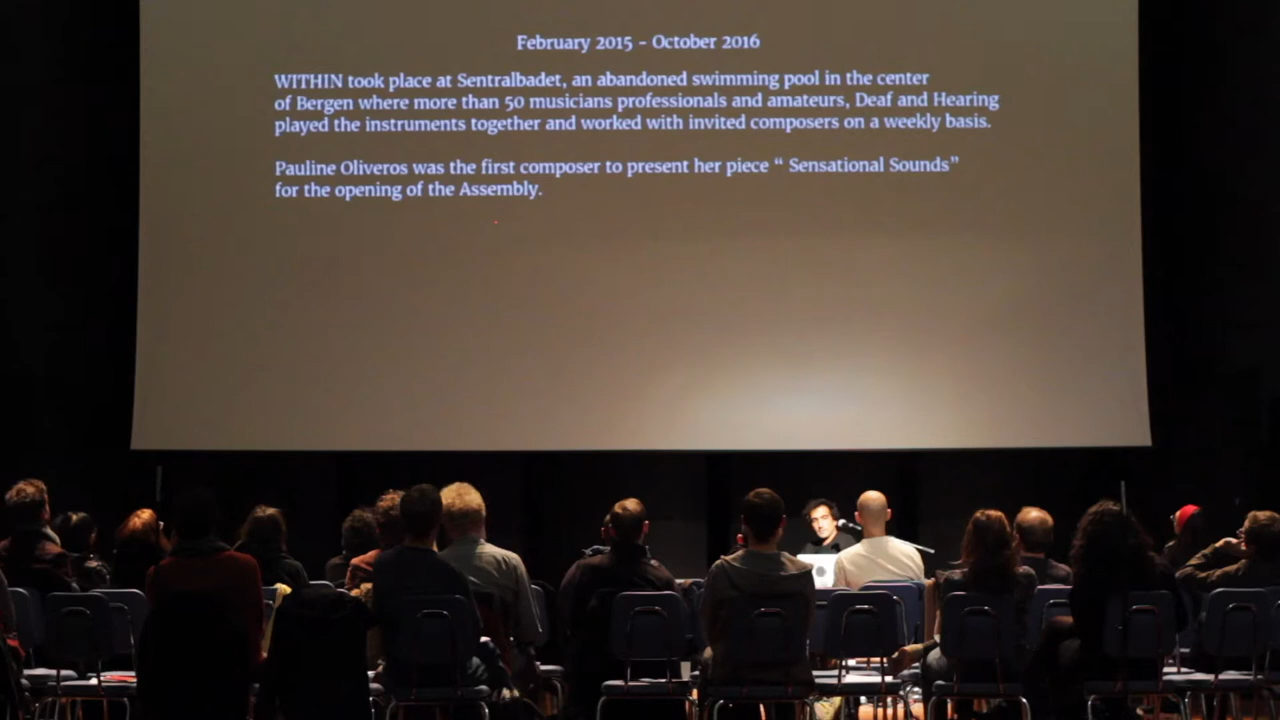 February 2015 - October 2016
WITHIN took place at Sentralbadet, an abandoned swimming pool in the center
of Bergen where more than 50 musicians professionals and amateurs, Deaf and Hearing
played the instruments together and worked with invited composers on a weekly basis.
Pauline Oliveros was the first composer to present her piece “ Sensational Sounds”
for the opening of the Assembly.